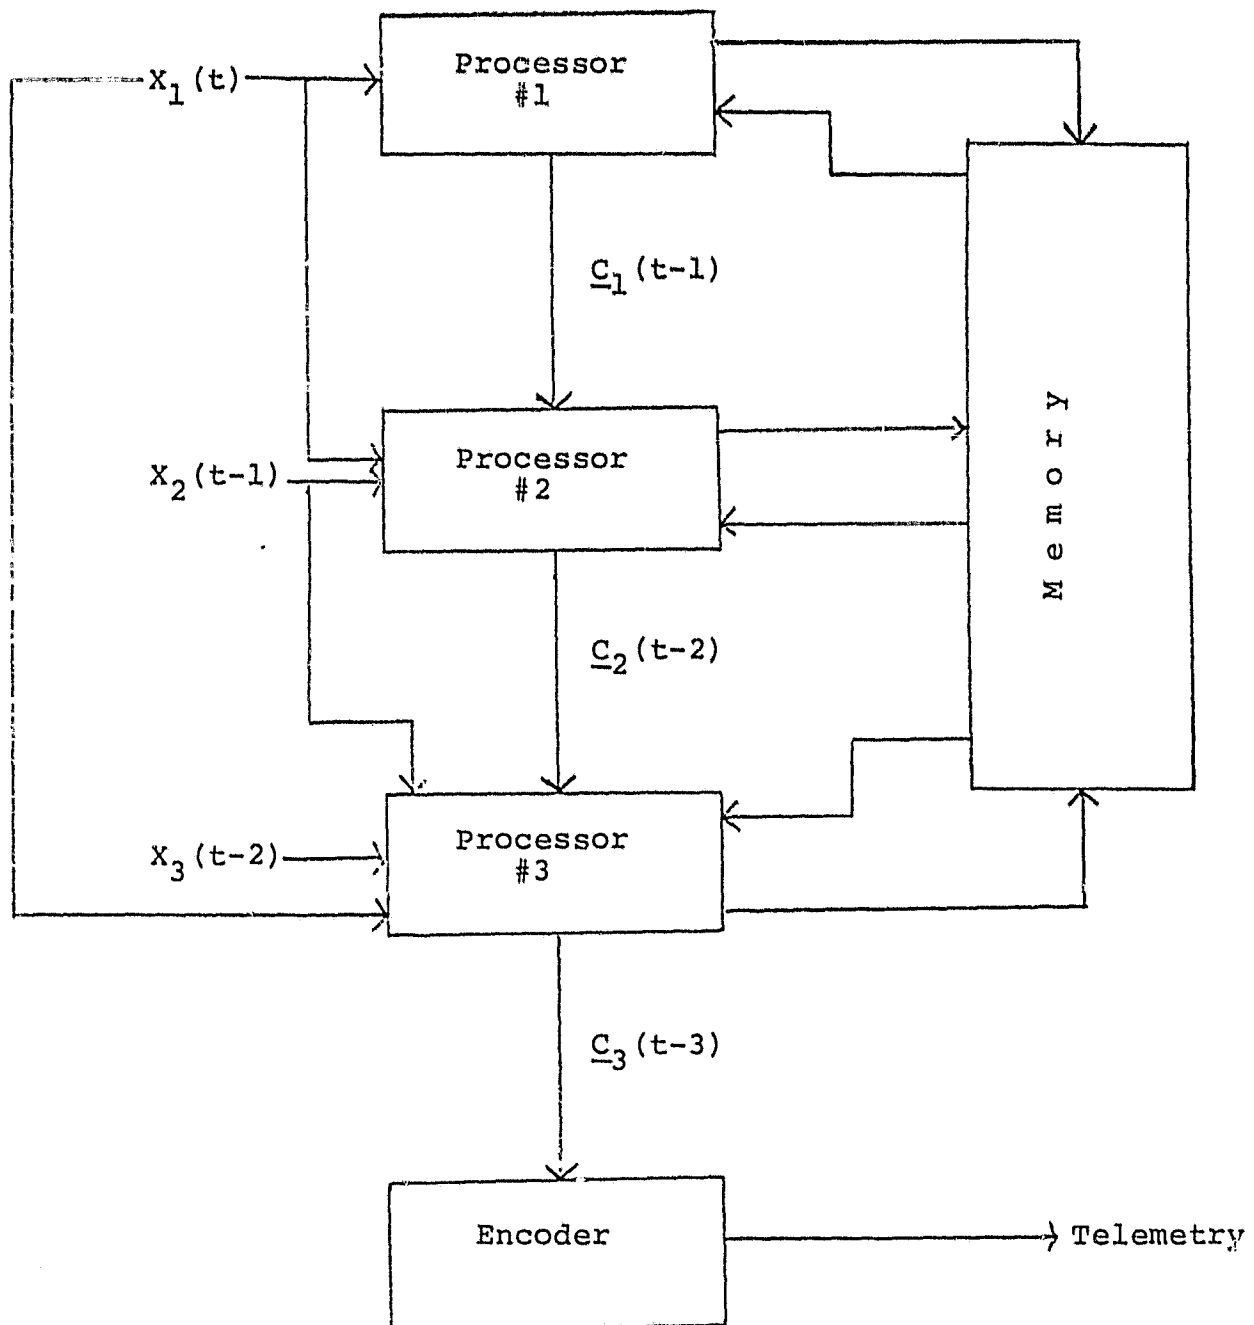 Processor
#1
X₁(t)
C₁(t-1)
Memory
Processor
#2
X₂(t-1)
C₂(t-2)
Processor
#3
X₃(t-2)
C₃(t-3)
Encoder
Telemetry